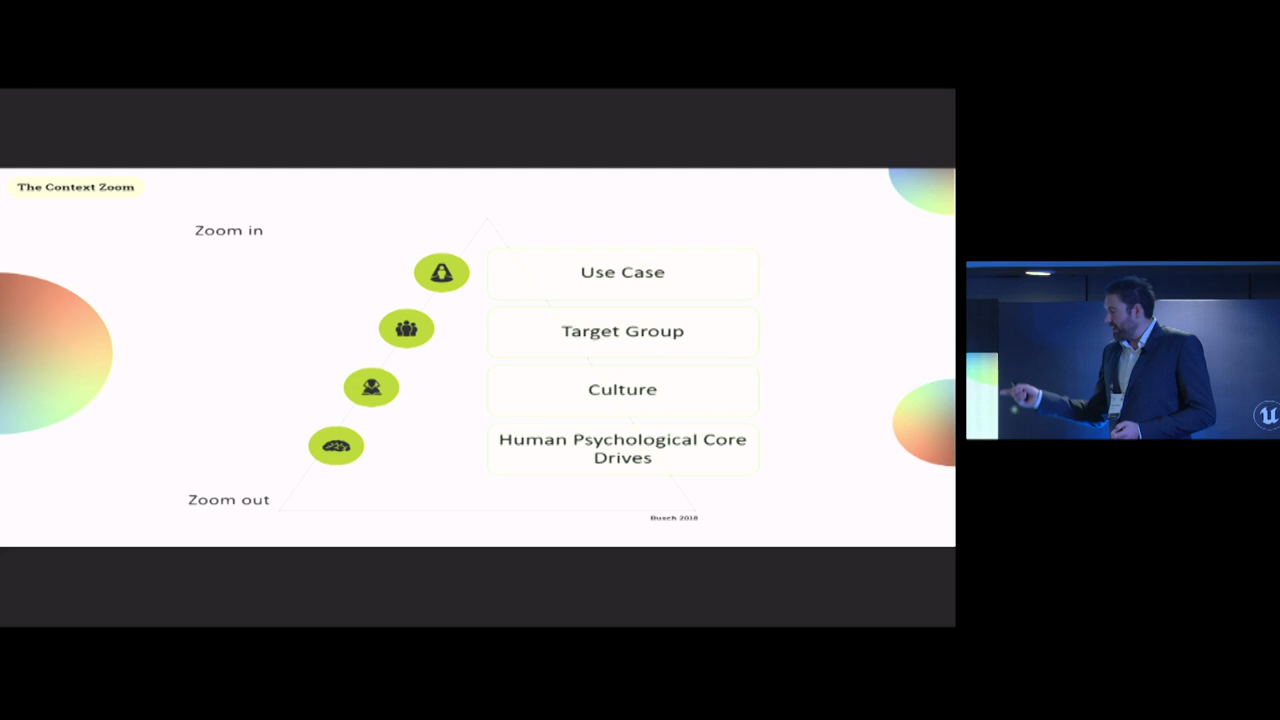 The Context Zoom
Zoom in
Use Case
Target Group
Culture
Human Psychological Core
Drives
Zoom out
Busch 2018